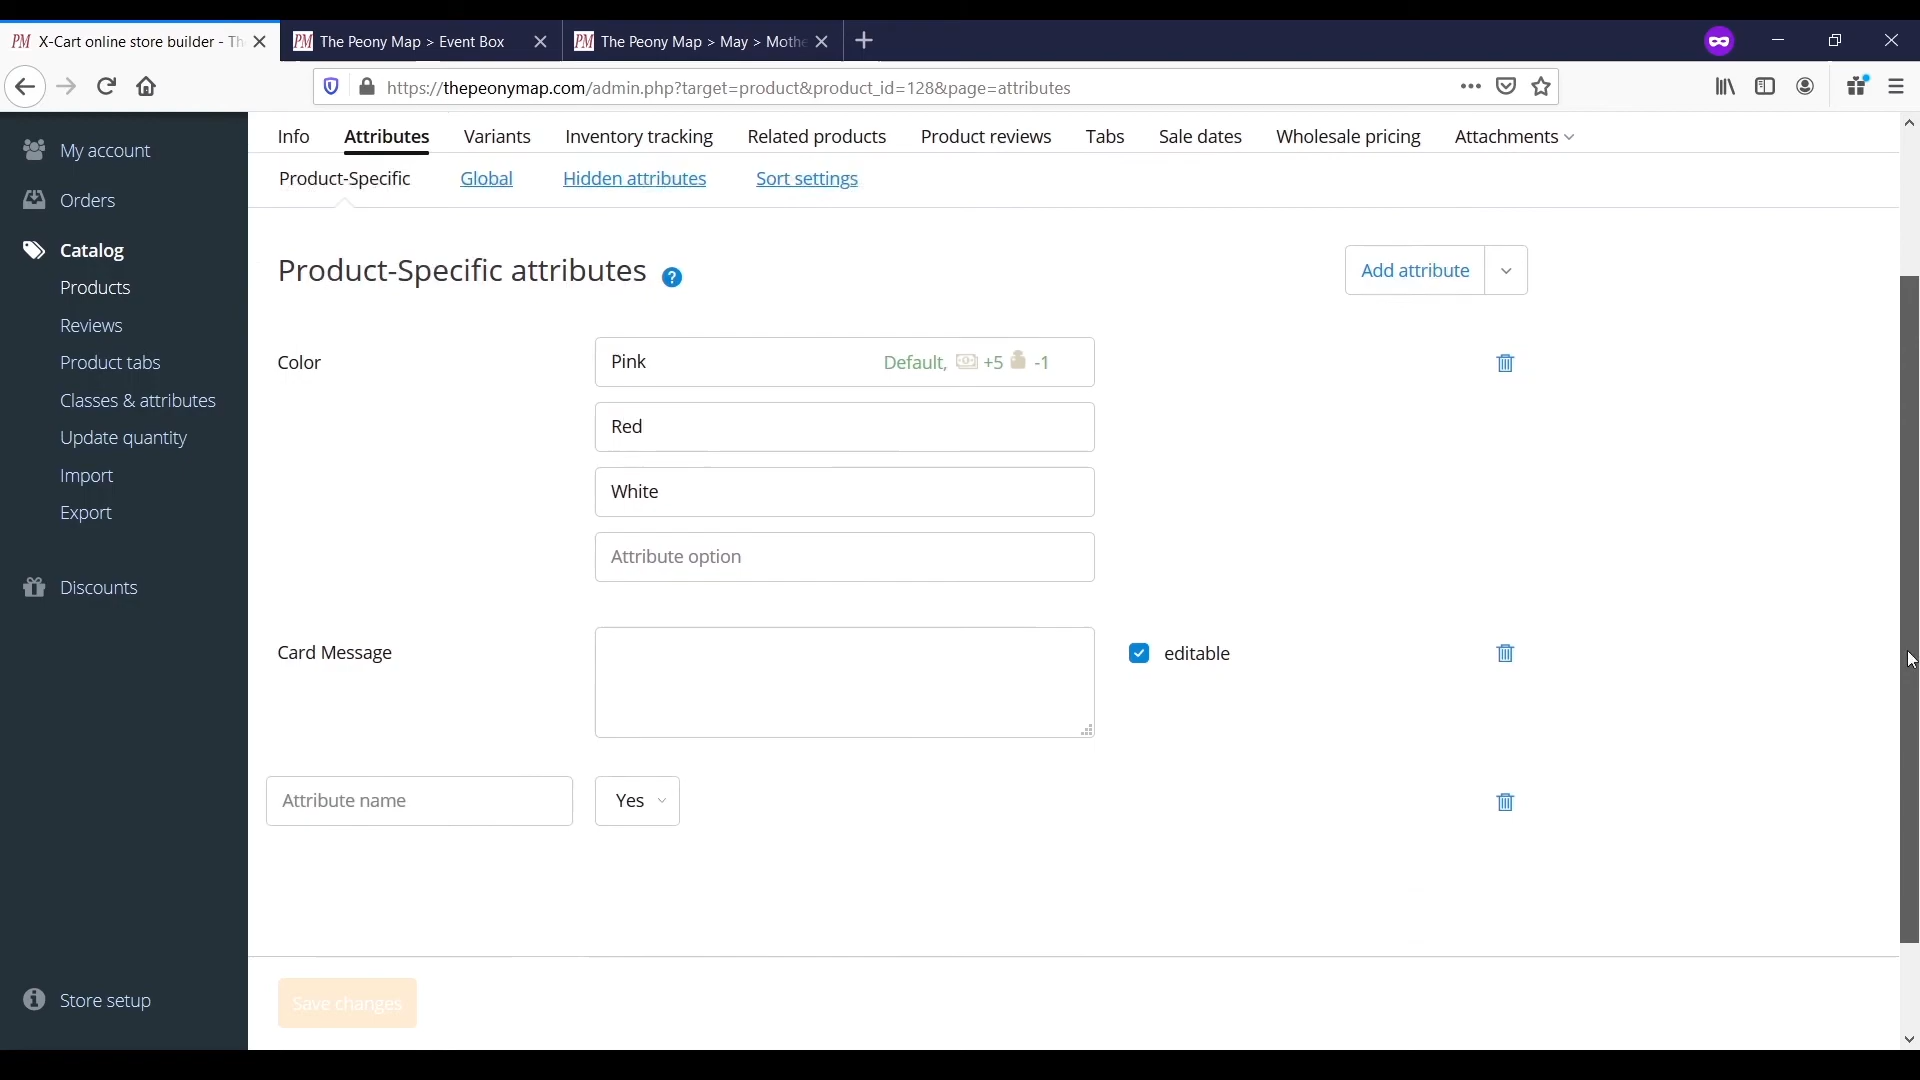 X-Cart online store builder - Th
The Peony Map > Event Box
The Peony Map > May > Mothe
https://thepeonymap.com/admin.php?target=product&product_id=128&page=attributes
My account
Orders
Catalog
Products
Reviews
Product tabs
Classes & attributes
Update quantity
Import
Export
Discounts
Store setup
Info Attributes Variants Inventory tracking Related products Product reviews Tabs Sale dates Wholesale pricing Attachments
Product-Specific Global Hidden attributes Sort settings
Product-Specific attributes ?
Add attribute
Color
Pink Default, +5 -1
Red
White
Attribute option
Card Message
editable
Attribute name Yes
Save changes